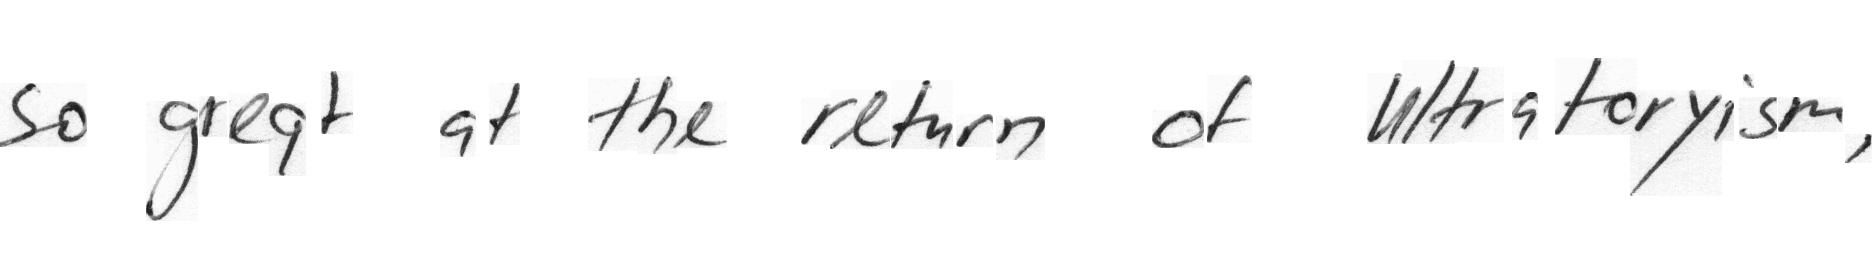 so great at the return of Ultratoryism,